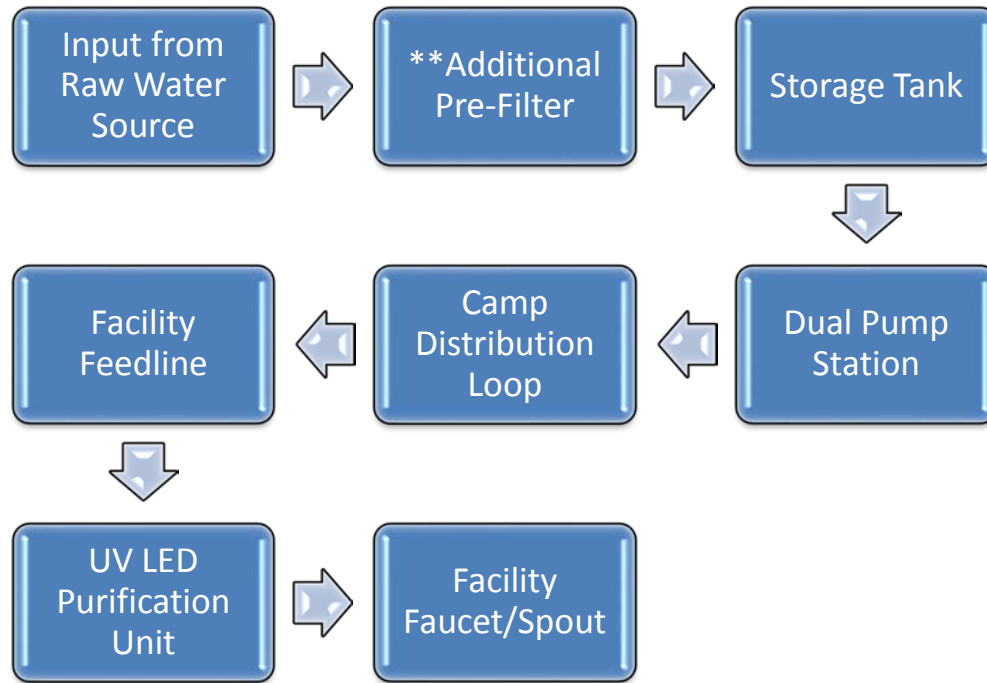 Input from
Raw Water
Source
**Additional
Pre-Filter
Storage Tank
Dual Pump
Station
Camp
Distribution
Loop
Facility
Feedline
UV LED
Purification
Unit
Facility
Faucet/Spout